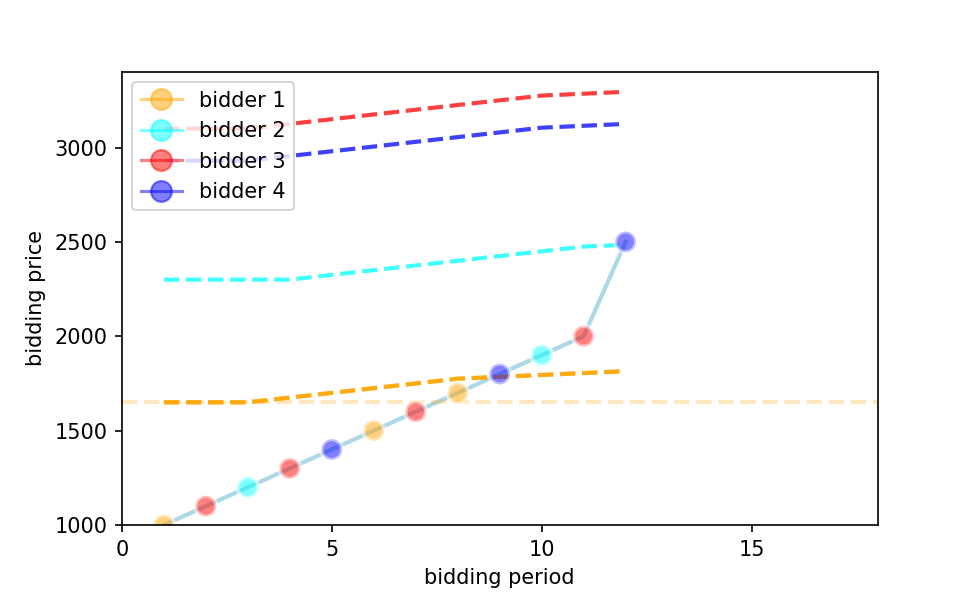 bidder 1
bidder 2
bidder 3
bidder 4
3000
2500
2000
1500
1000
bidding price
0 5 10 15
bidding period